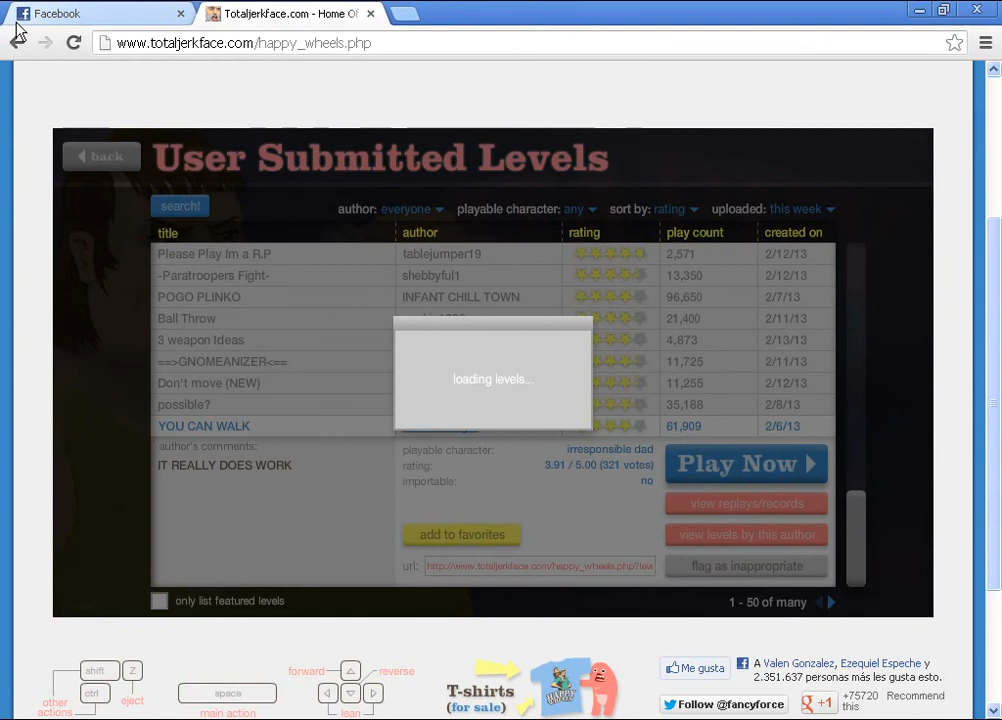 Facebook
Totaljerkface.com - Home Of
www.totaljerkface.com/happy_wheels.php
back
User Submitted Levels
search!
author: everyone
playable character: any
sort by: rating
uploaded: this week
title author rating play count created on
Please Play Im a R.P tablejumper19 2,571 2/12/13
-Paratroopers Fight- shebbyful1 13,350 2/12/13
POGO PLINKO INFANT CHILL TOWN 96,650 2/7/13
Ball Throw 21,400 2/11/13
3 weapon Ideas 4,873 2/13/13
==>GNOMEANIZER<== 11,725 2/11/13
Don't move (NEW) 11,255 2/12/13
possible? 35,188 2/8/13
YOU CAN WALK 61,909 2/6/13
loading levels...
author's comments:
IT REALLY DOES WORK
playable character: irresponsible dad
rating: 3.91 / 5.00 (321 votes)
importable: no
add to favorites
url: http://www.totaljerkface.com/happy_wheels.php?lev
Play Now
view replays/records
view levels by this author
flag as inappropriate
only list featured levels
1 - 50 of many
shift
Z
ctrl
eject
other
actions
space
main action
forward
reverse
lean
T-shirts
(for sale)
HAPPY
WHEELS
Me gusta
A Valen Gonzalez, Ezequiel Espeche y
2.351.637 personas más les gusta esto.
Follow @fancyforce
+1
+75720 Recommend
this